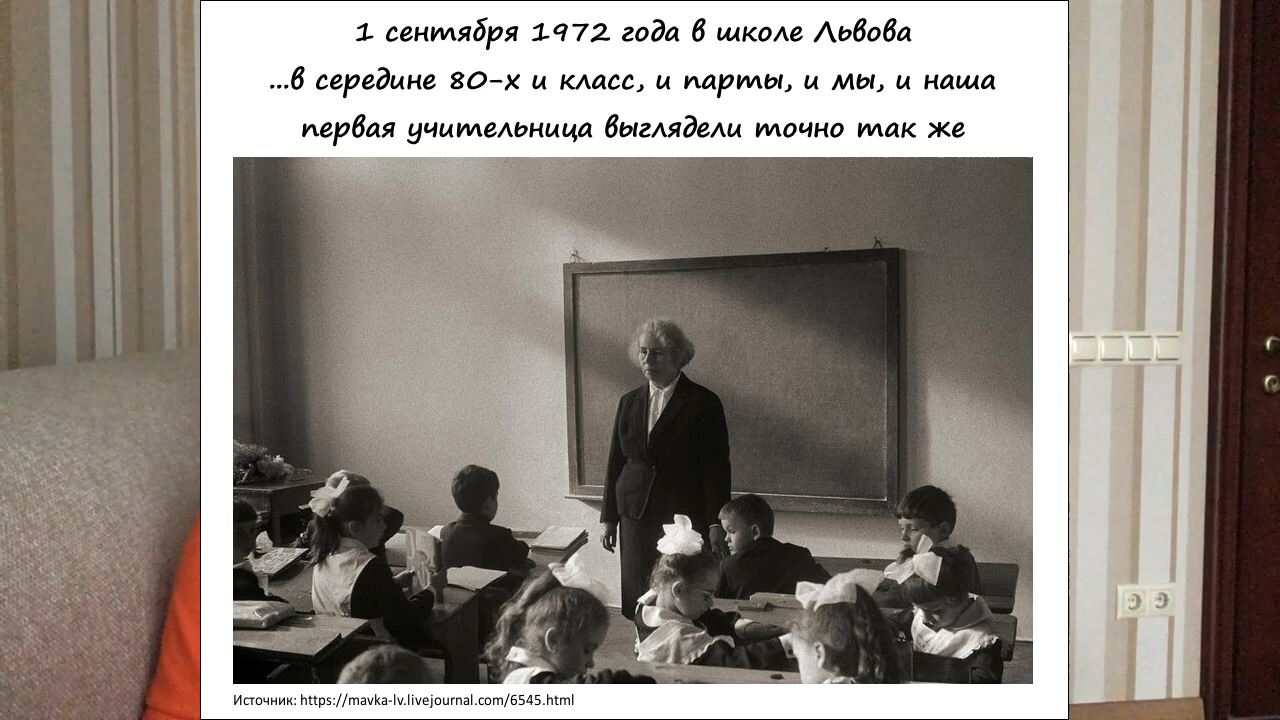 1 сентября 1972 года в школе Львова
...в середине 80-х и класс, и парты, и мы, и наша
первая учительница выглядели точно так же
Источник: https://mavka-lv.livejournal.com/6545.html